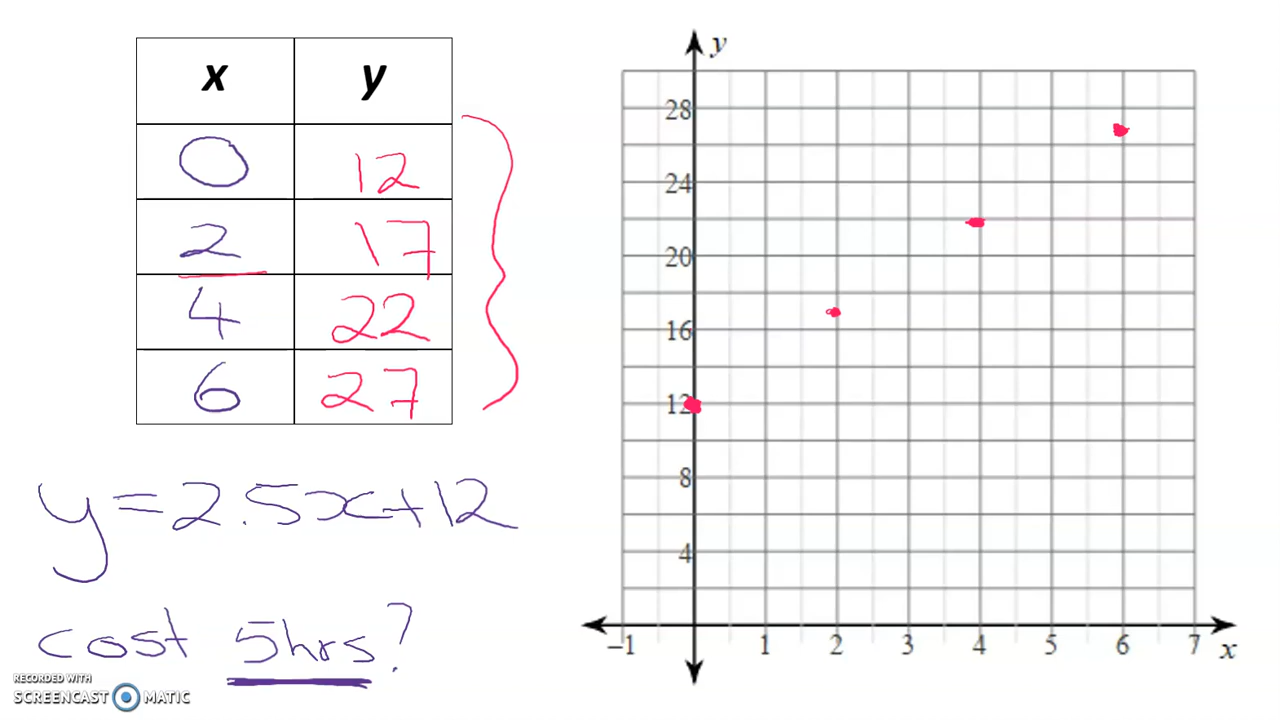 x y
0 12
2 17
4 22
6 27
y=2.5x+12
cost 5hrs?
RECORDED WITH
SCREENCAST MATIC
y
28
24
20
16
12
8
4
-1 1 2 3 4 5 6 7 x